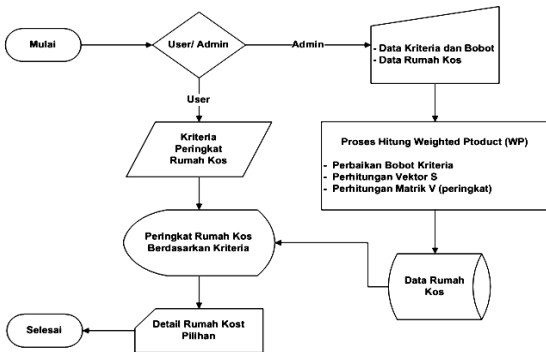 Mulai
User/ Admin
Admin
- Data Kriteria dan Bobot
- Data Rumah Kos
User
Kriteria
Peringkat
Rumah Kos
Proses Hitung Weighted Ptoduct (WP)
- Perbaikan Bobot Kriteria
- Perhitungan Vektor S
- Perhitungan Matrik V (peringkat)
Peringkat Rumah Kos
Berdasarkan Kriteria
Data Rumah
Kos
Selesai
Detail Rumah Kost
Pilihan